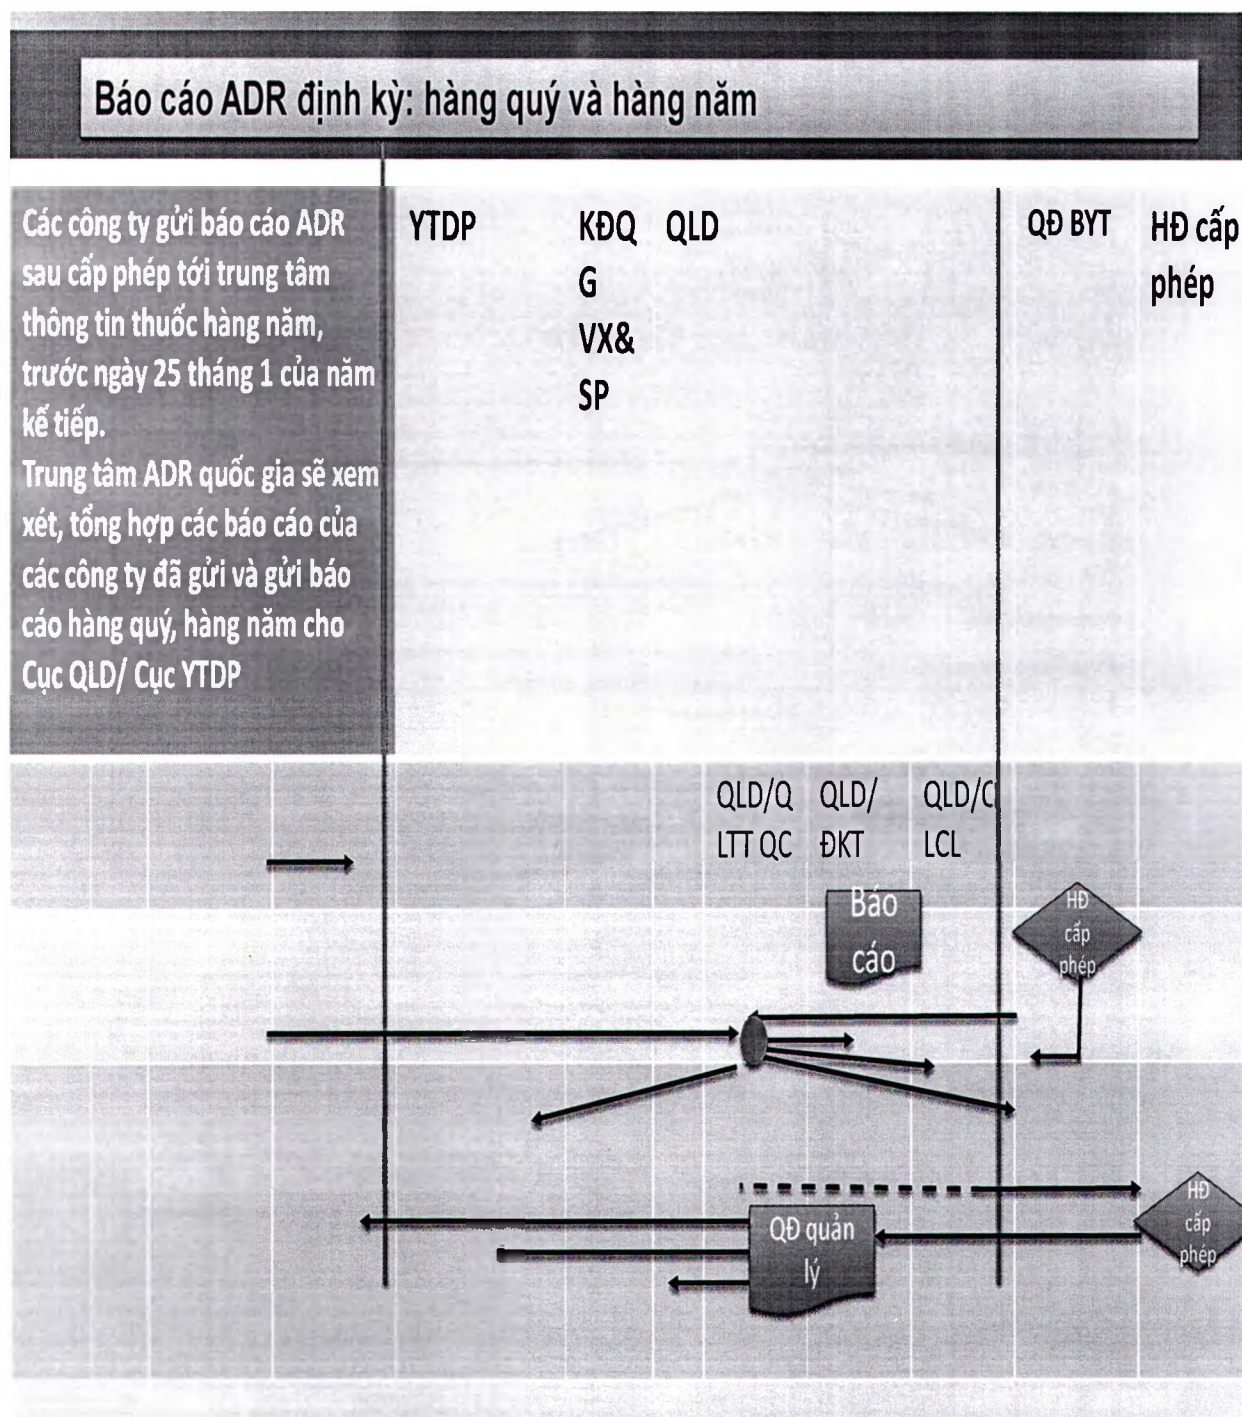 Báo cáo ADR định kỳ: hàng quý và hàng năm
Các công ty gửi báo cáo ADR
sau cấp phép tới trung tâm
thông tin thuốc hàng năm,
trước ngày 25 tháng 1 của năm
kế tiếp.
Trung tâm ADR quốc gia sẽ xem
xét, tổng hợp các báo cáo của
các công ty đã gửi và gửi báo
cáo hàng quý, hàng năm cho
Cục QLD/ Cục YTDP
YTDP
KĐQ
G
VX&
SP
QLD
QĐ BYT
HĐ cấp
phép
QLD/Q
LTT QC
QLD/
ĐKT
QLD/C
LCL
Báo
cáo
HĐ
cấp
phép
QĐ quản
lý
HĐ
cấp
phép